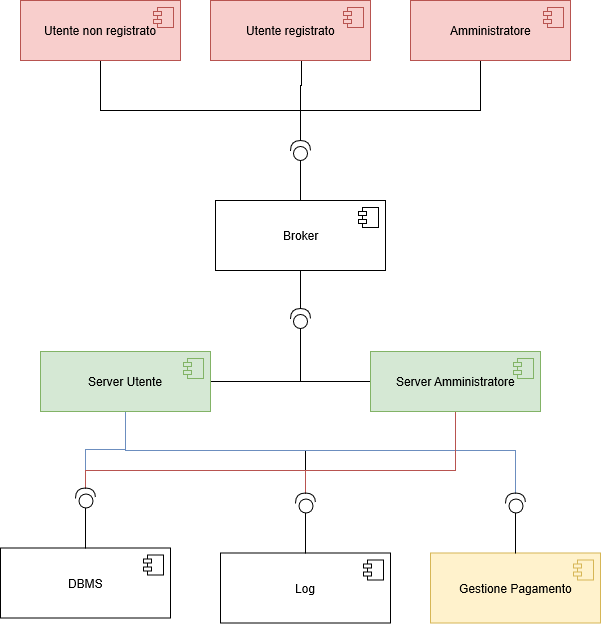 Utente non registrato
Utente registrato
Amministratore
Broker
Server Utente
Server Amministratore
DBMS
Log
Gestione Pagamento